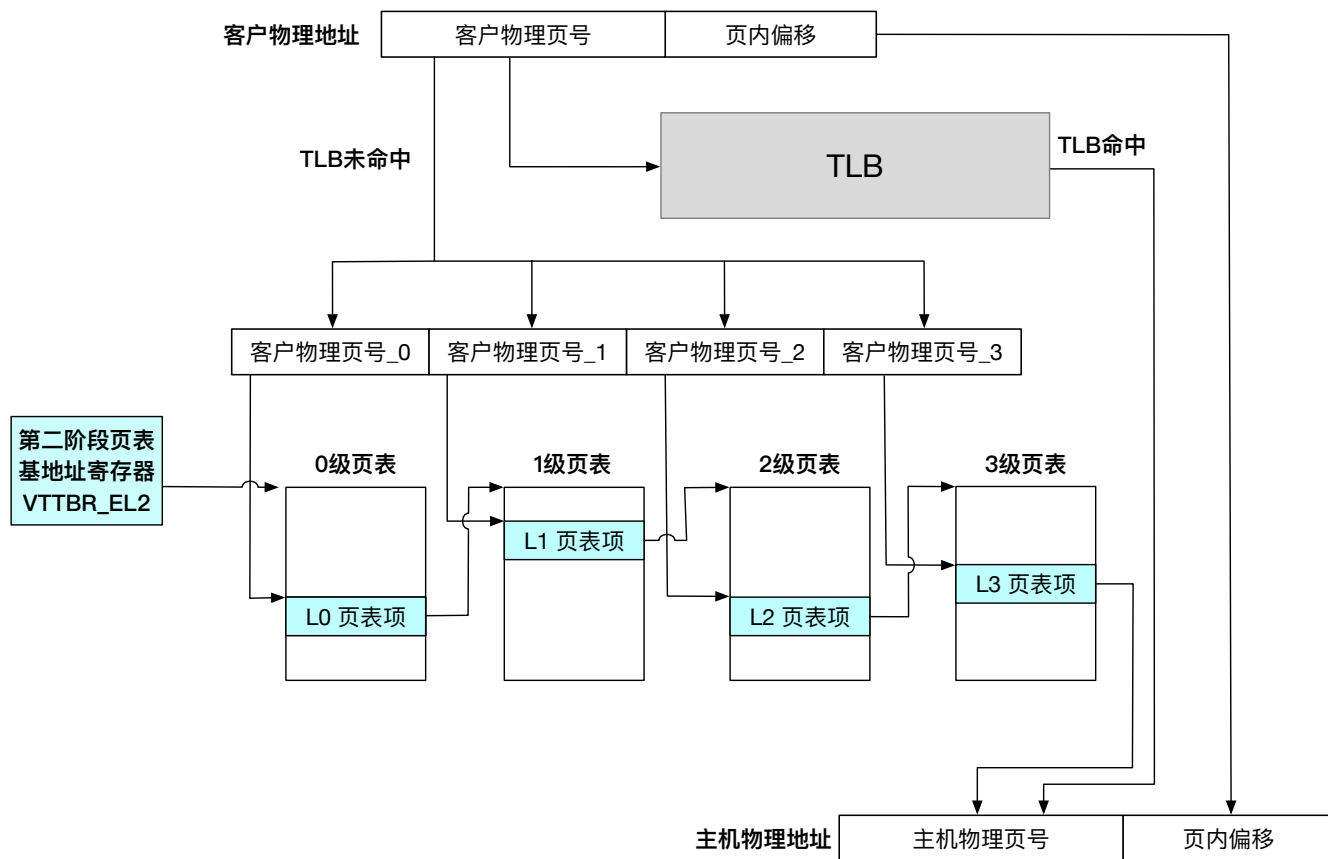 客户物理地址
客户物理页号
页内偏移
TLB未命中
TLB
TLB命中
客户物理页号_0
客户物理页号_1
客户物理页号_2
客户物理页号_3
第二阶段页表
基地址寄存器
VTTBR_EL2
0级页表
1级页表
2级页表
3级页表
L0 页表项
L1 页表项
L2 页表项
L3 页表项
主机物理地址
主机物理页号
页内偏移